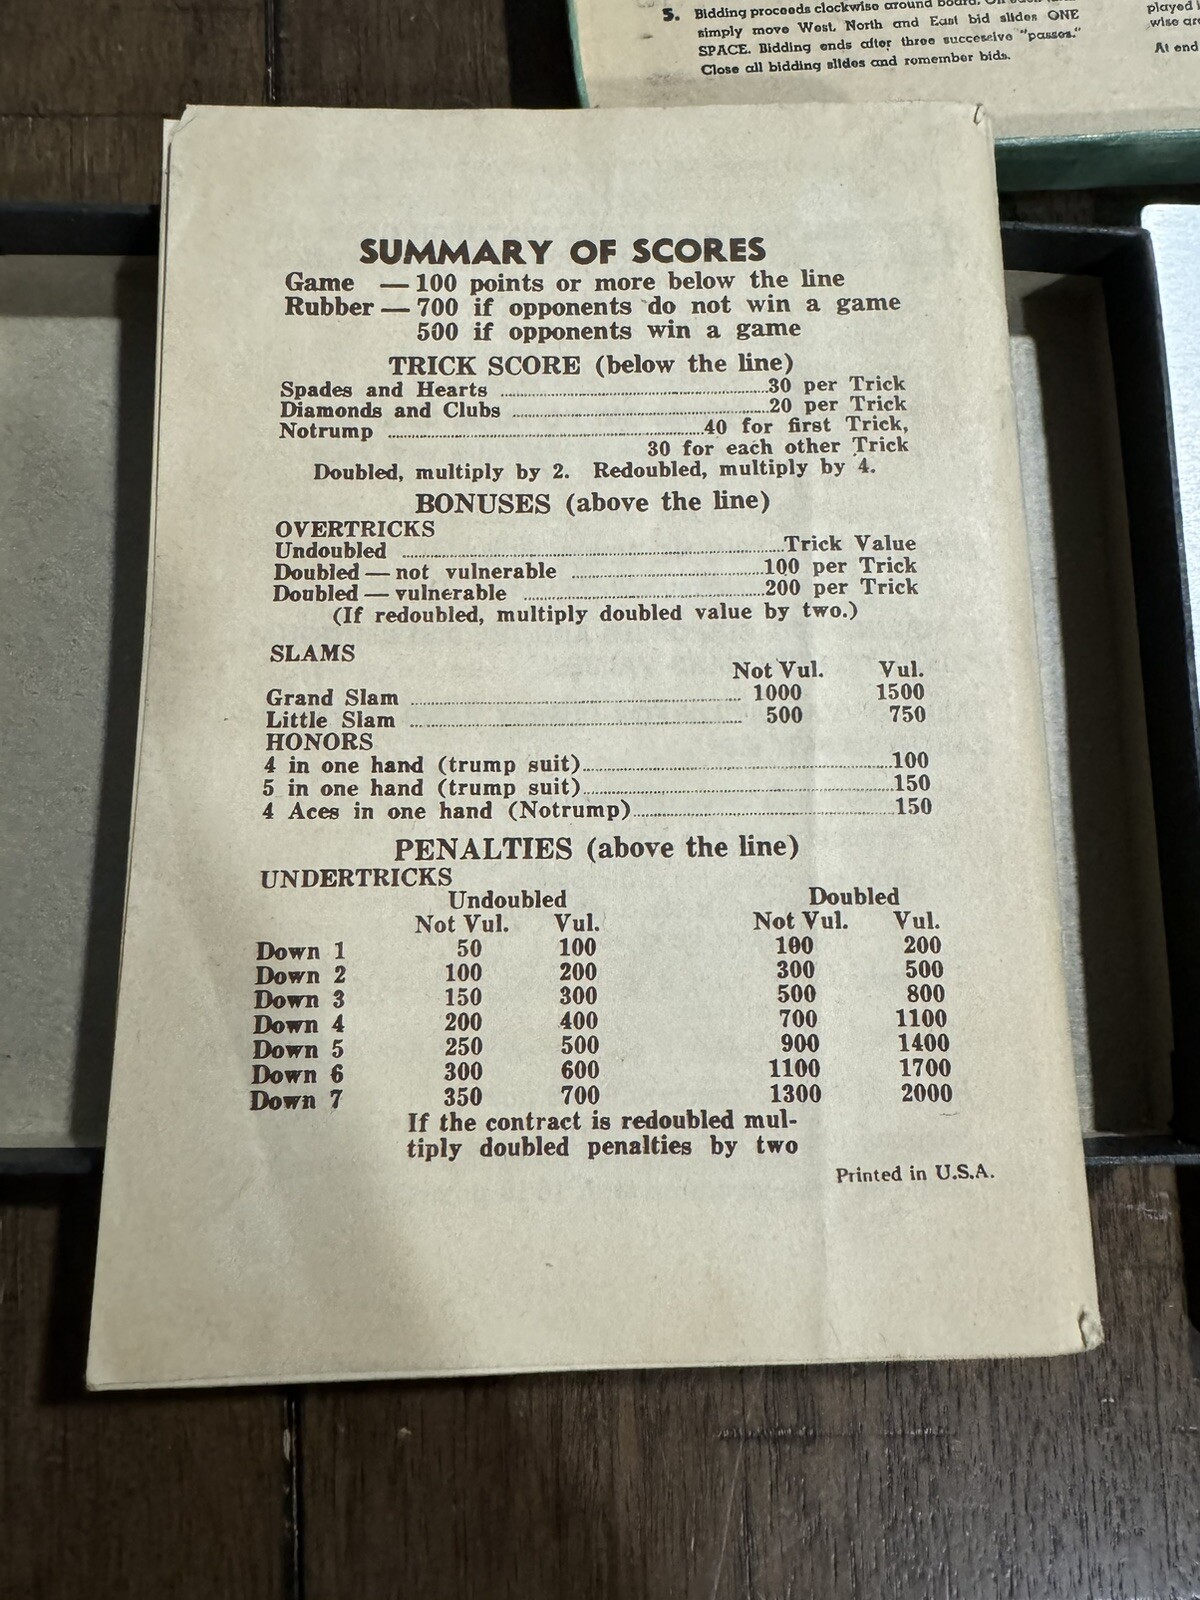 5. Bidding proceeds clockwise around board. On each
simply move West, North and East bid slides ONE
SPACE. Bidding ends after three successive "passes."
Close all bidding slides and remember bids.
played
wise
At end
SUMMARY OF SCORES
Game — 100 points or more below the line
Rubber — 700 if opponents do not win a game
500 if opponents win a game
TRICK SCORE (below the line)
Spades and Hearts ........ 30 per Trick
Diamonds and Clubs ........ 20 per Trick
Notrump ........ 40 for first Trick,
30 for each other Trick
Doubled, multiply by 2. Redoubled, multiply by 4.
BONUSES (above the line)
OVERTRICKS
Undoubled ........ Trick Value
Doubled — not vulnerable ........ 100 per Trick
Doubled — vulnerable ........ 200 per Trick
(If redoubled, multiply doubled value by two.)
SLAMS
Not Vul. Vul.
Grand Slam ........ 1000 1500
Little Slam ........ 500 750
HONORS
4 in one hand (trump suit) ........ 100
5 in one hand (trump suit) ........ 150
4 Aces in one hand (Notrump) ........ 150
PENALTIES (above the line)
UNDERTRICKS
Undoubled Doubled
Not Vul. Vul. Not Vul. Vul.
Down 1 50 100 100 200
Down 2 100 200 300 500
Down 3 150 300 500 800
Down 4 200 400 700 1100
Down 5 250 500 900 1400
Down 6 300 600 1100 1700
Down 7 350 700 1300 2000
If the contract is redoubled mul-
tiply doubled penalties by two
Printed in U.S.A.